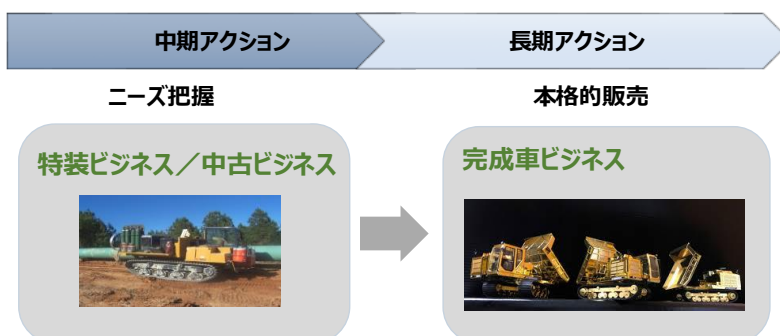 中期アクション
長期アクション
ニーズ把握
本格的販売
特装ビジネス／中古ビジネス
完成車ビジネス